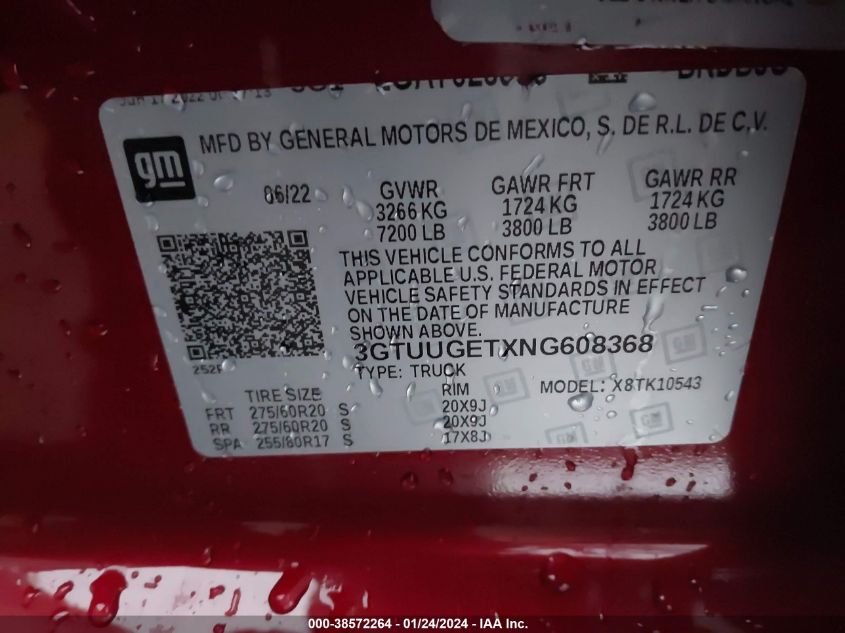 MFD BY GENERAL MOTORS DE MEXICO, S. DE R.L. DE C.V.
gm
06/22 GVWR GAWR FRT GAWR RR
3266 KG 1724 KG 1724 KG
7200 LB 3800 LB 3800 LB
THIS VEHICLE CONFORMS TO ALL
APPLICABLE U.S. FEDERAL MOTOR
VEHICLE SAFETY STANDARDS IN EFFECT
ON THE DATE OF MANUFACTURE
SHOWN ABOVE.
3GTUUGETXNG608368
TYPE: TRUCK
MODEL: X8TK10543
TIRE SIZE RIM
FRT 275/60R20 S 20X9J
RR 275/60R20 S 20X9J
SPA 255/80R17 S 17X8J
000-38572264 - 01/24/2024 - IAA Inc.